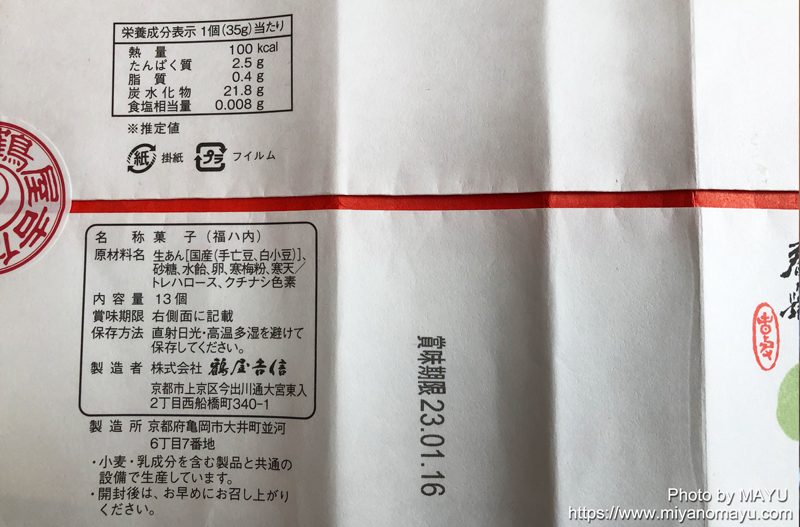 栄養成分表示 1個(35g)当たり
熱量 100 kcal
たんぱく質 2.5 g
脂質 0.4 g
炭水化物 21.8 g
食塩相当量 0.008 g
※推定値
紙 掛紙 プラ フイルム
鶴屋吉
名称 菓子(福ハ内)
原材料名 生あん[国産(手亡豆、白小豆)]、
砂糖、水飴、卵、寒梅粉、寒天/
トレハロース、クチナシ色素
内容量 13個
賞味期限 右側面に記載
保存方法 直射日光・高温多湿を避けて
保存してください。
製造者 株式会社 鶴屋吉信
京都市上京区今出川通大宮東入
2丁目西船橋町340-1
製造所 京都府亀岡市大井町並河
6丁目7番地
・小麦・乳成分を含む製品と共通の
設備で生産しています。
・開封後は、お早めにお召し上がり
ください。
賞味期限 23.01.16
Photo by MAYU
https://www.miyanomayu.com/